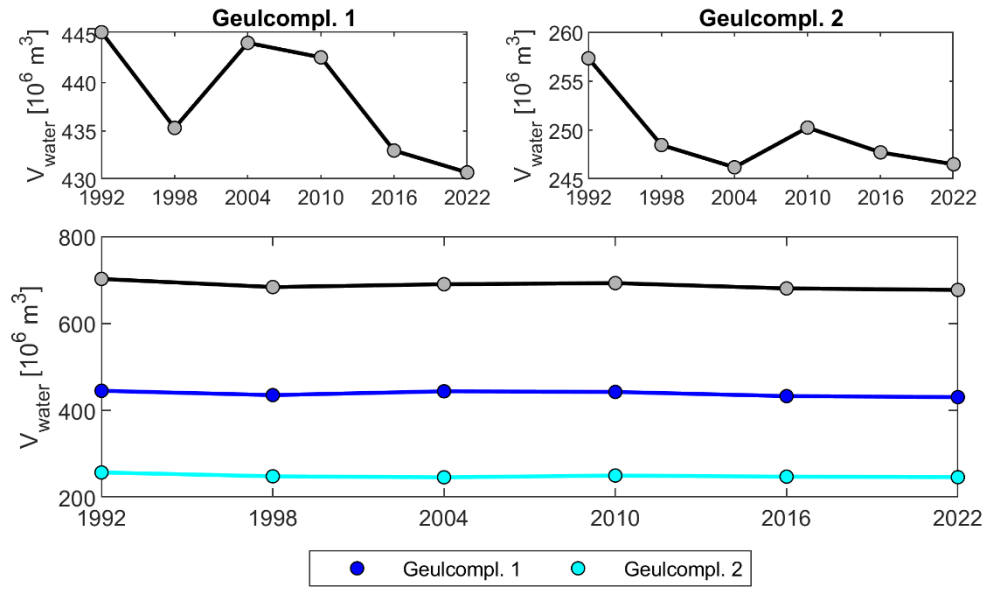 Geulcompl. 1
V_water [10^6 m^3]
445
440
435
430
1992 1998 2004 2010 2016 2022
Geulcompl. 2
V_water [10^6 m^3]
260
255
250
245
1992 1998 2004 2010 2016 2022
V_water [10^6 m^3]
800
600
400
200
1992 1998 2004 2010 2016 2022
Geulcompl. 1 Geulcompl. 2